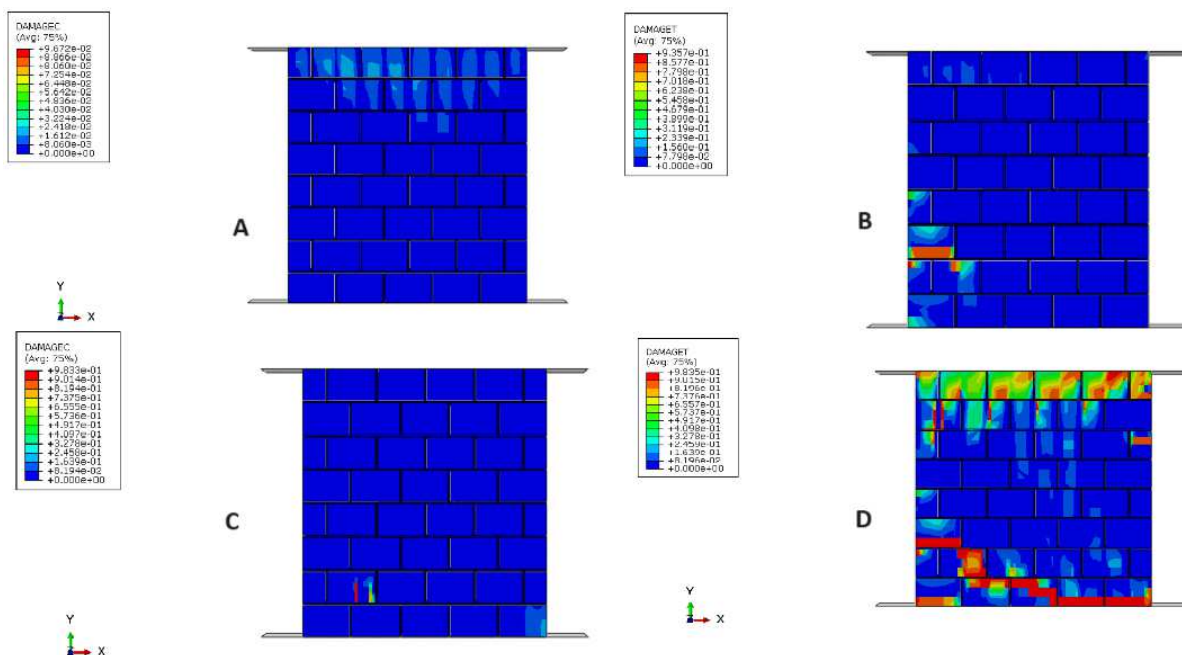 DAMAGEC
(Avg: 75%)
+9.672e-02
+8.866e-02
+8.060e-02
+7.254e-02
+6.448e-02
+5.642e-02
+4.836e-02
+4.030e-02
+3.224e-02
+2.418e-02
+1.612e-02
+8.060e-03
+0.000e+00
A
Y
X
DAMAGET
(Avg: 75%)
+9.357e-01
+8.577e-01
+7.798e-01
+7.018e-01
+6.238e-01
+5.458e-01
+4.679e-01
+3.899e-01
+3.119e-01
+2.339e-01
+1.560e-01
+7.798e-02
+0.000e+00
B
Y
X
DAMAGEC
(Avg: 75%)
+9.833e-01
+9.014e-01
+8.194e-01
+7.375e-01
+6.555e-01
+5.736e-01
+4.917e-01
+4.097e-01
+3.278e-01
+2.458e-01
+1.639e-01
+8.194e-02
+0.000e+00
C
Y
X
DAMAGET
(Avg: 75%)
+9.835e-01
+9.015e-01
+8.196e-01
+7.376e-01
+6.557e-01
+5.737e-01
+4.917e-01
+4.098e-01
+3.278e-01
+2.459e-01
+1.639e-01
+8.196e-02
+0.000e+00
D
Y
X